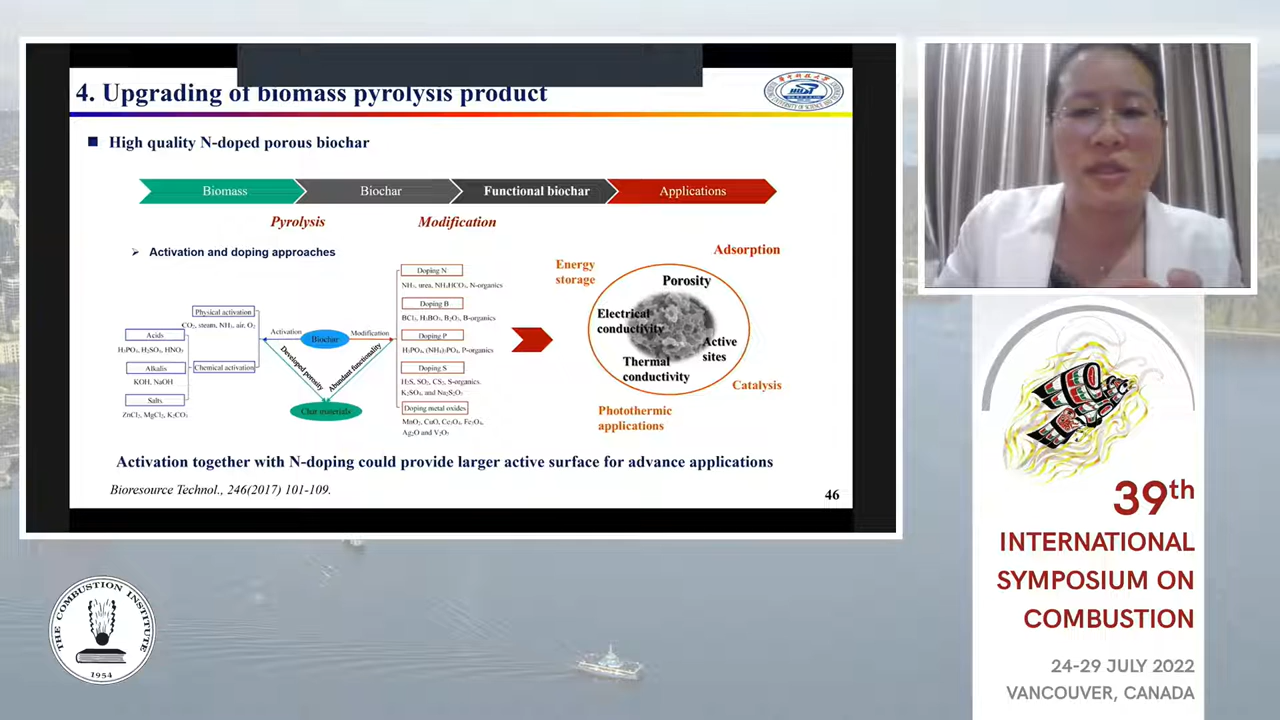 4. Upgrading of biomass pyrolysis product
■ High quality N-doped porous biochar
Biomass
Biochar
Functional biochar
Applications
Pyrolysis
Modification
➢ Activation and doping approaches
Physical activation
CO₂, steam, NH₃, air, O₂
Acids
H₃PO₄, H₂SO₄, HNO₃
Alkalis
KOH, NaOH
Salts
ZnCl₂, MgCl₂, K₂CO₃
Chemical activation
Activation
Biochar
Modification
Developed porosity
Abundant functionality
Char materials
Doping N
NH₃, urea, NH₄HCO₃, N-organics
Doping B
BCl₃, H₃BO₃, B₂O₃, B-organics
Doping P
H₃PO₄, (NH₄)₃PO₄, P-organics
Doping S
H₂S, SO₂, CS₂, S-organics,
K₂SO₄, and Na₂S₂O₃
Doping metal oxides
MnO₂, CuO, Ce₂O₃, Fe₃O₄,
Ag₂O and V₂O₅
Energy
storage
Adsorption
Porosity
Electrical
conductivity
Active
sites
Thermal
conductivity
Catalysis
Photothermic
applications
Activation together with N-doping could provide larger active surface for advance applications
Bioresource Technol., 246(2017) 101-109.
46
39th
INTERNATIONAL
SYMPOSIUM ON
COMBUSTION
24-29 JULY 2022
VANCOUVER, CANADA
THE COMBUSTION INSTITUTE
1954